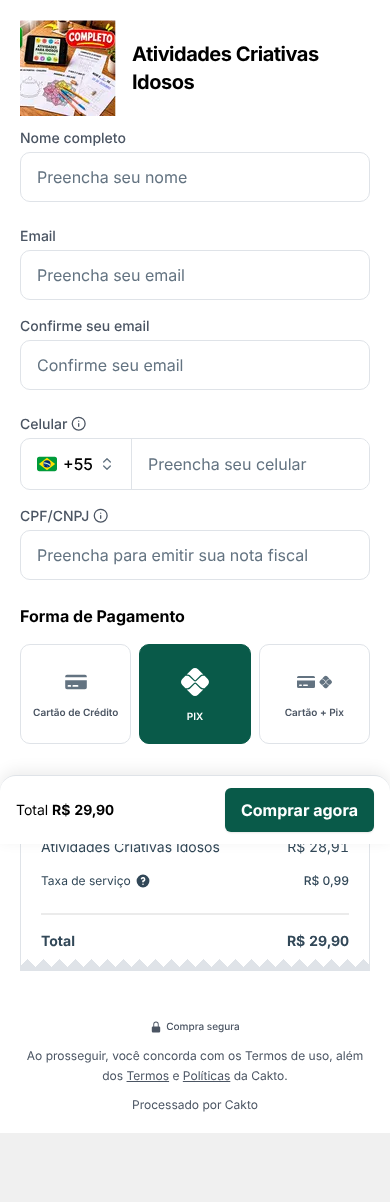 COMPLETO
ATIVIDADES
PARA IDOSOS
Atividades Criativas
Idosos
Nome completo
Preencha seu nome
Email
Preencha seu email
Confirme seu email
Confirme seu email
Celular
+55
Preencha seu celular
CPF/CNPJ
Preencha para emitir sua nota fiscal
Forma de Pagamento
Cartão de Crédito
PIX
Cartão + Pix
Total R$ 29,90
Comprar agora
Atividades Criativas Idosos R$ 28,91
Taxa de serviço R$ 0,99
Total R$ 29,90
Compra segura
Ao prosseguir, você concorda com os Termos de uso, além
dos Termos e Políticas da Cakto.
Processado por Cakto